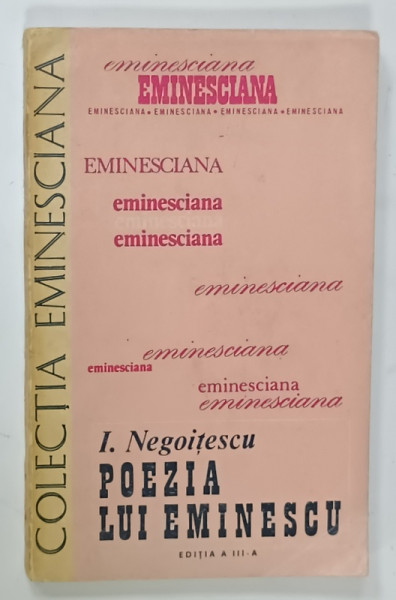 COLECȚIA EMINESCIANA
eminesciana
EMINESCIANA
EMINESCIANA • EMINESCIANA • EMINESCIANA • EMINESCIANA
EMINESCIANA
eminesciana
eminesciana
eminesciana
eminesciana
eminesciana
eminesciana
eminesciana
I. Negoițescu
POEZIA
LUI EMINESCU
EDIȚIA A III-A